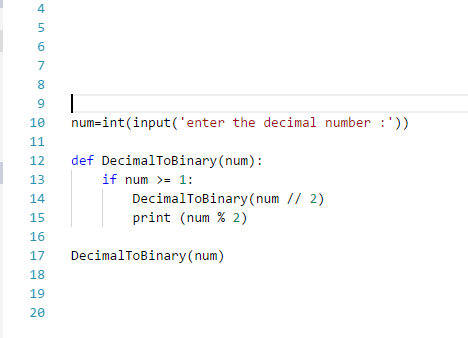 4
5
6
7
8
9
10 num=int(input('enter the decimal number :'))
11
12 def DecimalToBinary(num):
13     if num >= 1:
14         DecimalToBinary(num // 2)
15         print (num % 2)
16
17 DecimalToBinary(num)
18
19
20